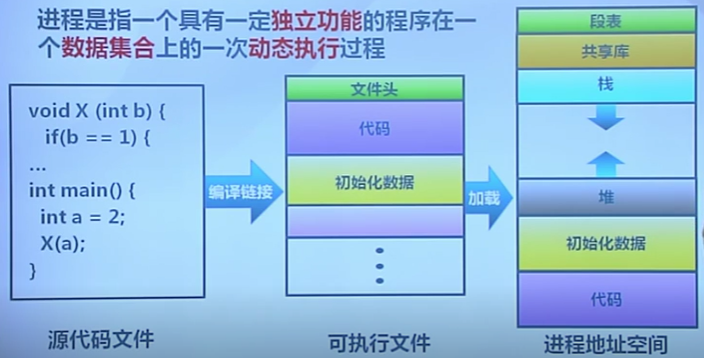 进程是指一个具有一定独立功能的程序在一
个数据集合上的一次动态执行过程
void X (int b) {
if(b == 1) {
...
int main() {
int a = 2;
X(a);
}
源代码文件
编译链接
文件头
代码
初始化数据
可执行文件
加载
段表
共享库
栈
堆
初始化数据
代码
进程地址空间